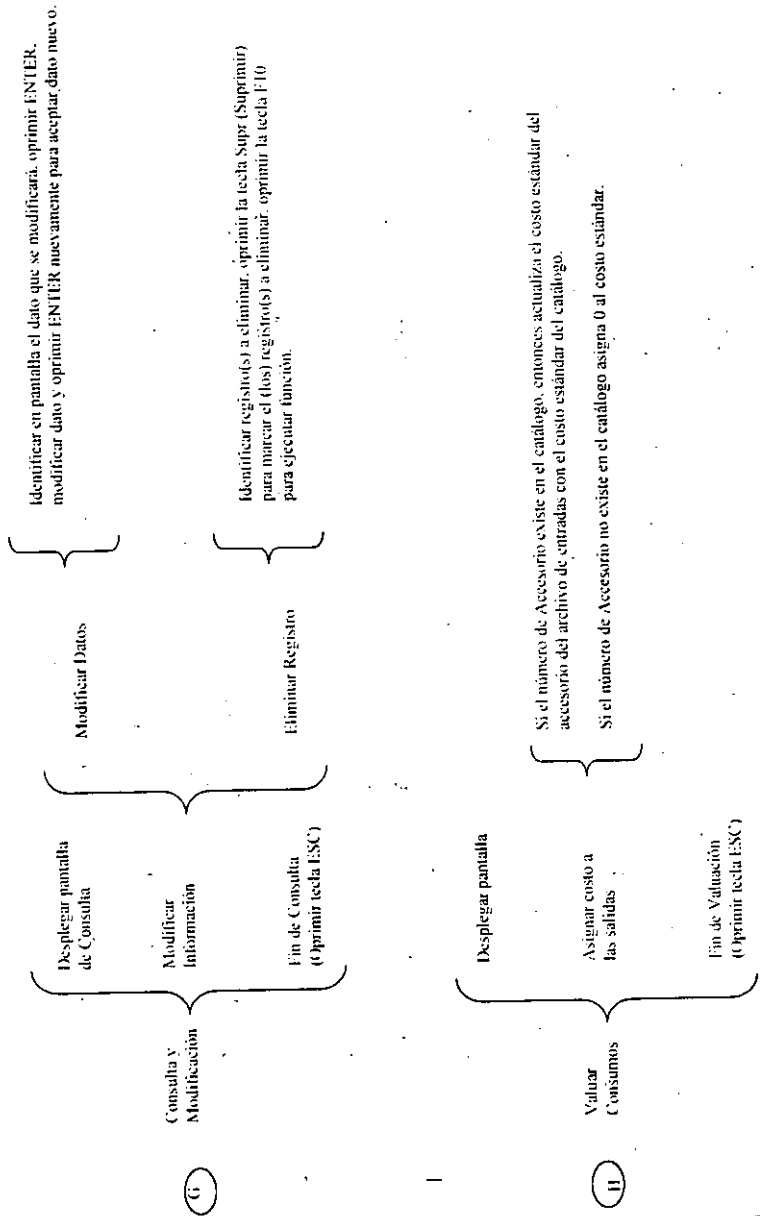 G
Consulta y
Modificación
Desplegar pantalla
de Consulta
Modificar
Información
Fin de Consulta
(Oprimir tecla ESC)
Modificar Datos
Identificar en pantalla el dato que se modificará, oprimir ENTER,
modificar dato y oprimir ENTER nuevamente para aceptar dato nuevo.
Eliminar Registro
Identificar registro(s) a eliminar, oprimir la tecla Supr (Suprimir)
para marcar el (los) registro(s) a eliminar, oprimir la tecla F10
para ejecutar función.
H
Valuar
Consumos
Desplegar pantalla
Asignar costo a
las salidas
Fin de Valuación
(Oprimir tecla ESC)
Si el número de Accesorio existe en el catálogo, entonces actualiza el costo estándar del
accesorio del archivo de entradas con el costo estándar del catálogo.
Si el número de Accesorio no existe en el catálogo asigna 0 al costo estándar.